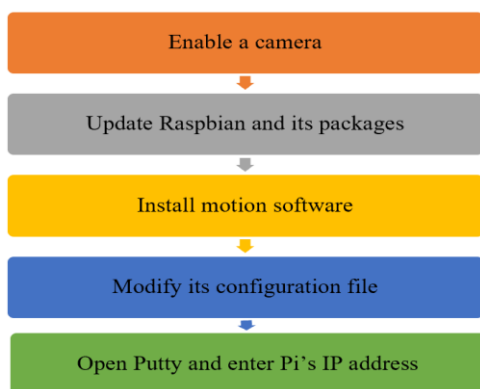 Enable a camera
Update Raspbian and its packages
Install motion software
Modify its configuration file
Open Putty and enter Pi’s IP address